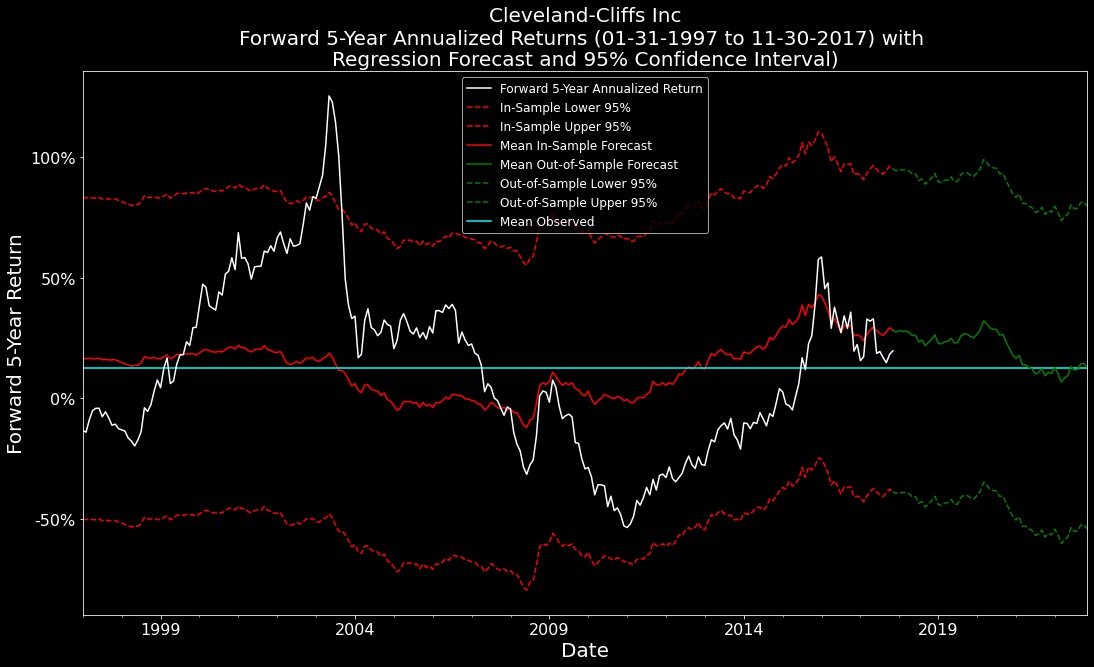 Cleveland-Cliffs Inc
Forward 5-Year Annualized Returns (01-31-1997 to 11-30-2017) with
Regression Forecast and 95% Confidence Interval)
Forward 5-Year Annualized Return
In-Sample Lower 95%
In-Sample Upper 95%
Mean In-Sample Forecast
Mean Out-of-Sample Forecast
Out-of-Sample Lower 95%
Out-of-Sample Upper 95%
Mean Observed
Forward 5-Year Return
100%
50%
0%
-50%
1999
2004
2009
2014
2019
Date